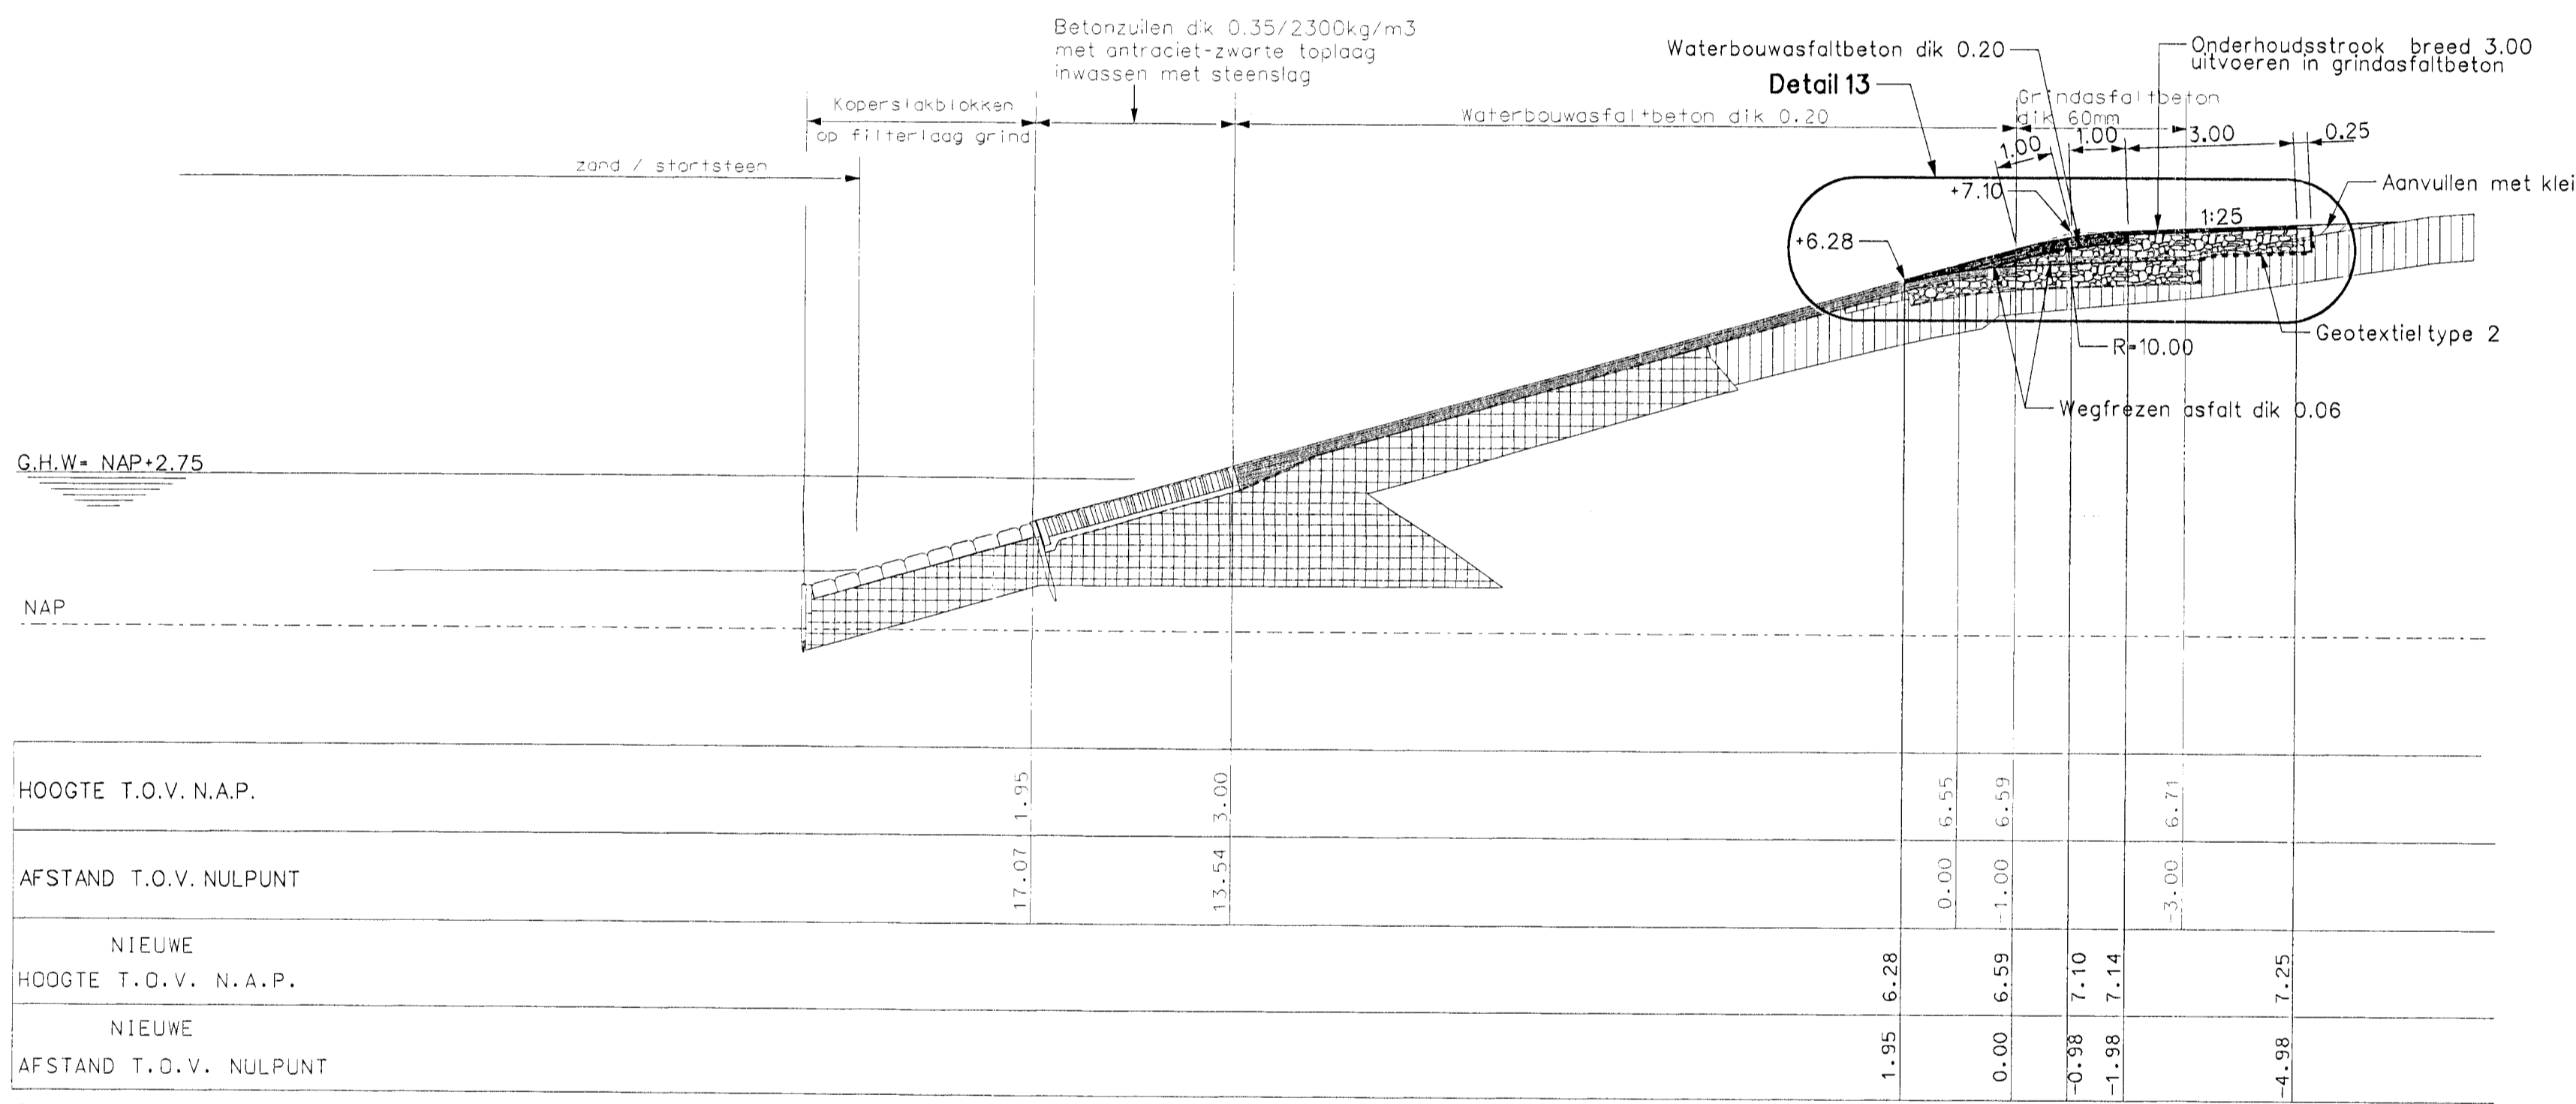 Betonzuilen dik 0.35/2300kg/m3
met antraciet-zwarte toplaag
inwassen met steenslag
Waterbouwasfaltbeton dik 0.20
Onderhoudsstrook breed 3.00
uitvoeren in grindasfaltbeton
Detail 13
Koperslakblokken
op filterlaag grind
Waterbouwasfaltbeton dik 0.20
Grindasfaltbeton
dik 60mm
1.00
1.00
3.00
0.25
zand / stortsteen
+7.10
Aanvullen met klei
1:25
+6.28
Geotextiel type 2
R=10.00
Wegfrezen asfalt dik 0.06
G.H.W= NAP+2.75
NAP
HOOGTE T.O.V. N.A.P.
1.95
3.00
6.55
6.59
6.71
AFSTAND T.O.V. NULPUNT
17.07
13.54
0.00
-1.00
-3.00
NIEUWE
HOOGTE T.O.V. N.A.P.
6.28
6.59
7.10
7.14
7.25
NIEUWE
AFSTAND T.O.V. NULPUNT
1.95
0.00
-0.98
-1.98
-4.98